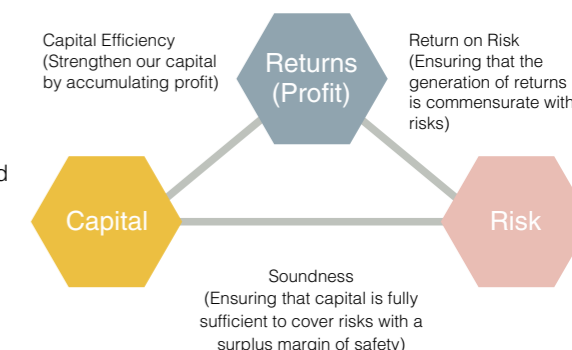 Capital Efficiency
(Strengthen our capital
by accumulating profit)
Returns
(Profit)
Return on Risk
(Ensuring that the
generation of returns
is commensurate with
risks)
d
Capital
Risk
Soundness
(Ensuring that capital is fully
sufficient to cover risks with a
surplus margin of safety)